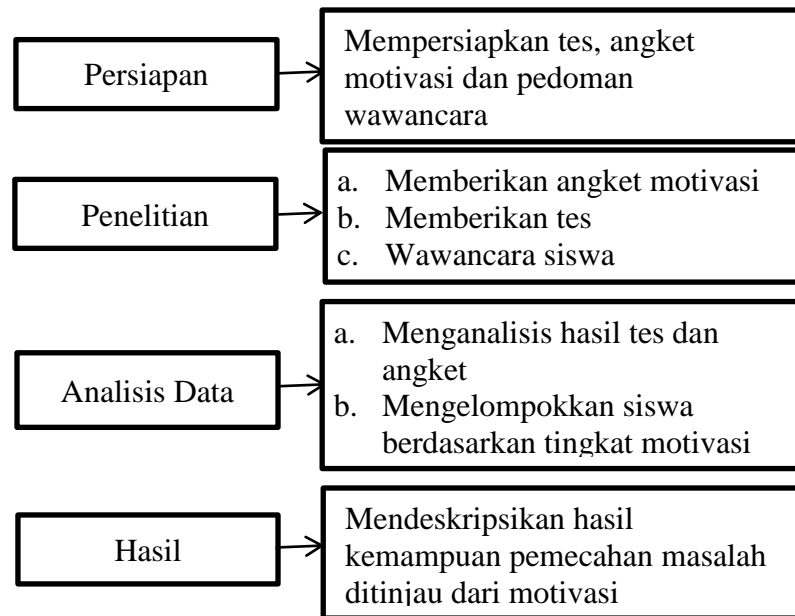 Persiapan
Mempersiapkan tes, angket
motivasi dan pedoman
wawancara
Penelitian
a. Memberikan angket motivasi
b. Memberikan tes
c. Wawancara siswa
Analisis Data
a. Menganalisis hasil tes dan
angket
b. Mengelompokkan siswa
berdasarkan tingkat motivasi
Hasil
Mendeskripsikan hasil
kemampuan pemecahan masalah
ditinjau dari motivasi